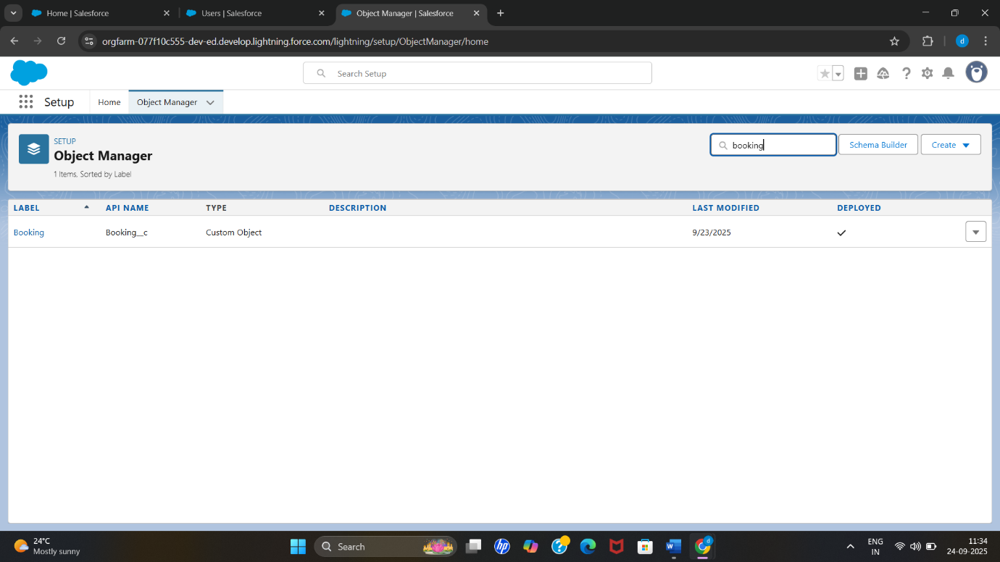 Home | Salesforce
Users | Salesforce
Object Manager | Salesforce
orgfarm-077f10c555-dev-ed.develop.lightning.force.com/lightning/setup/ObjectManager/home
d
Search Setup
Setup
Home
Object Manager
SETUP
Object Manager
1 Items, Sorted by Label
booking
Schema Builder
Create
LABEL API NAME TYPE DESCRIPTION LAST MODIFIED DEPLOYED
Booking Booking__c Custom Object 9/23/2025
24°C
Mostly sunny
Search
hp
ENG
IN
11:34
24-09-2025